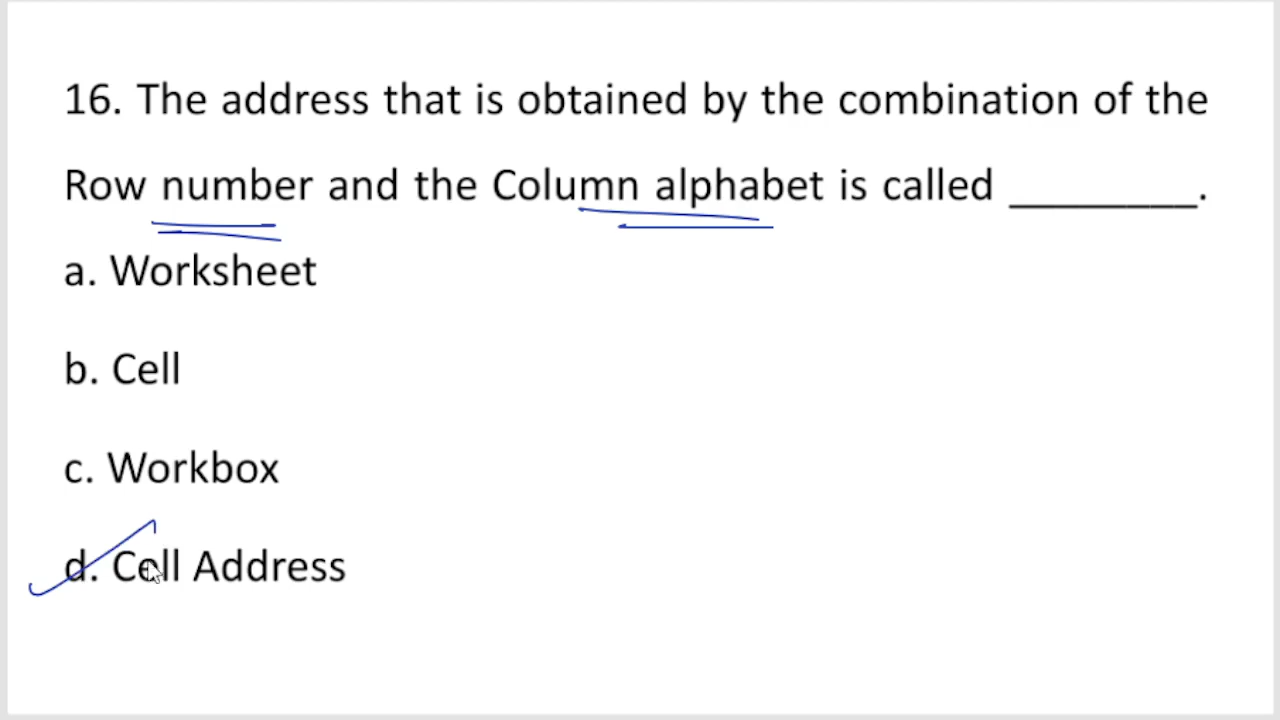 16. The address that is obtained by the combination of the
Row number and the Column alphabet is called ________.
a. Worksheet
b. Cell
c. Workbox
d. Cell Address